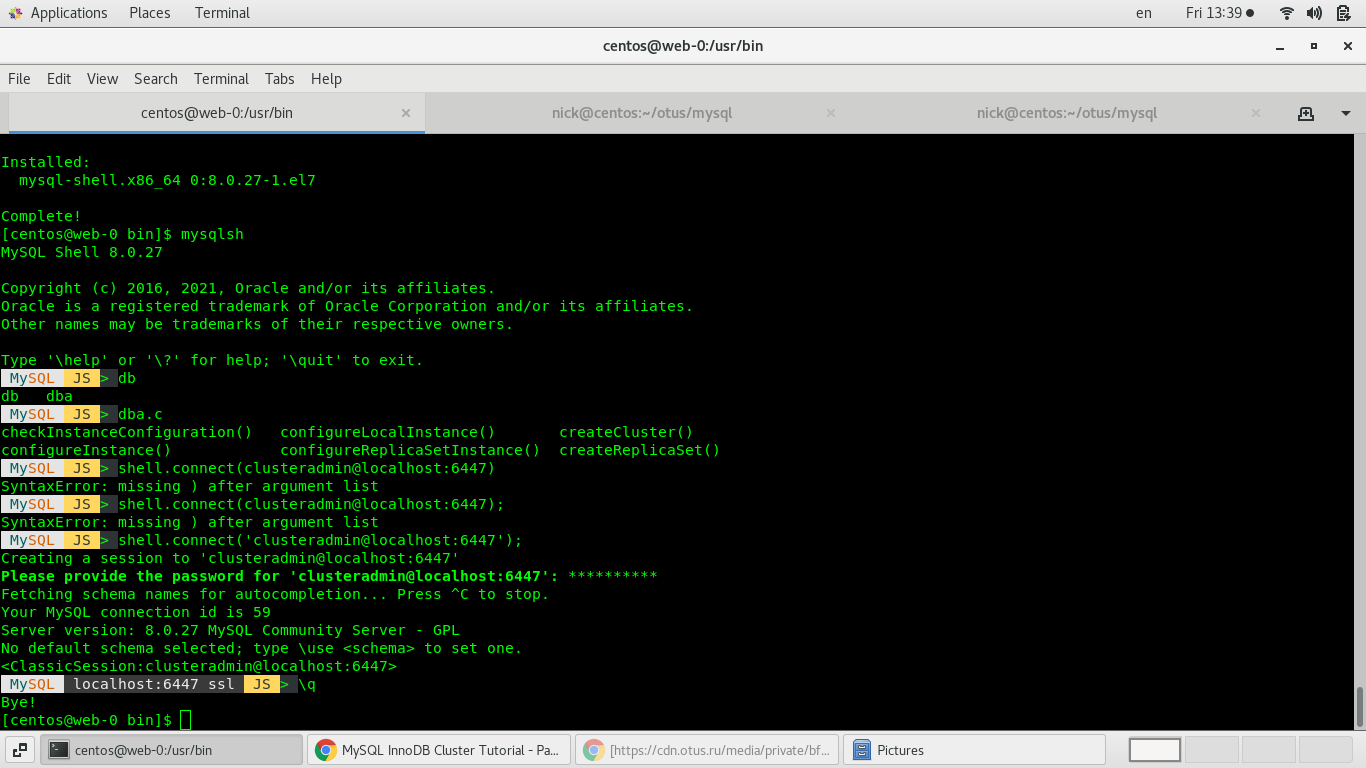 Applications Places Terminal en Fri 13:39
centos@web-0:/usr/bin
File Edit View Search Terminal Tabs Help
centos@web-0:/usr/bin nick@centos:~/otus/mysql nick@centos:~/otus/mysql
Installed:
  mysql-shell.x86_64 0:8.0.27-1.el7
Complete!
[centos@web-0 bin]$ mysqlsh
MySQL Shell 8.0.27
Copyright (c) 2016, 2021, Oracle and/or its affiliates.
Oracle is a registered trademark of Oracle Corporation and/or its affiliates.
Other names may be trademarks of their respective owners.
Type '\help' or '\?' for help; '\quit' to exit.
MySQL JS > db
db dba
MySQL JS > dba.c
checkInstanceConfiguration() configureLocalInstance() createCluster()
configureInstance() configureReplicaSetInstance() createReplicaSet()
MySQL JS > shell.connect(clusteradmin@localhost:6447)
SyntaxError: missing ) after argument list
MySQL JS > shell.connect(clusteradmin@localhost:6447);
SyntaxError: missing ) after argument list
MySQL JS > shell.connect('clusteradmin@localhost:6447');
Creating a session to 'clusteradmin@localhost:6447'
Please provide the password for 'clusteradmin@localhost:6447': **********
Fetching schema names for autocompletion... Press ^C to stop.
Your MySQL connection id is 59
Server version: 8.0.27 MySQL Community Server - GPL
No default schema selected; type \use <schema> to set one.
<ClassicSession:clusteradmin@localhost:6447>
MySQL localhost:6447 ssl JS > \q
Bye!
[centos@web-0 bin]$
centos@web-0:/usr/bin MySQL InnoDB Cluster Tutorial - Pa... [https://cdn.otus.ru/media/private/bf... Pictures